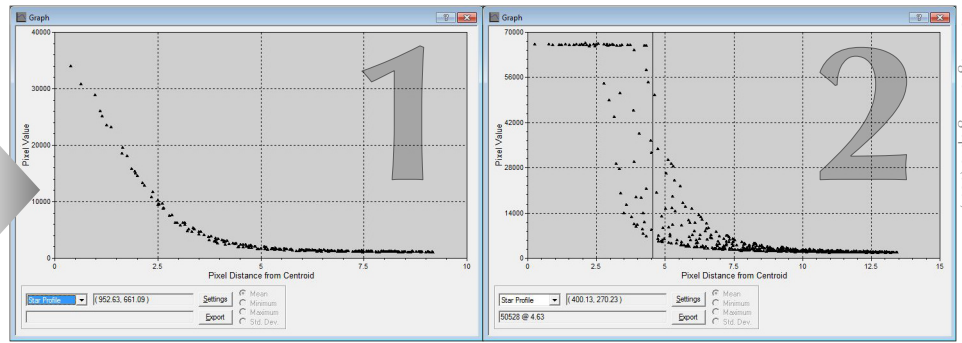 Graph
40000
30000
20000
10000
0
Pixel Value
0 2.5 5 7.5 10
Pixel Distance from Centroid
1
Star Profile ( 952.63, 661.09 ) Settings
Export
Mean
Minimum
Maximum
Std. Dev.
Graph
70000
56000
42000
28000
14000
0
Pixel Value
0 2.5 5 7.5 10 12.5 15
Pixel Distance from Centroid
2
Star Profile ( 400.13, 270.23 ) Settings
50528 @ 4.63 Export
Mean
Minimum
Maximum
Std. Dev.